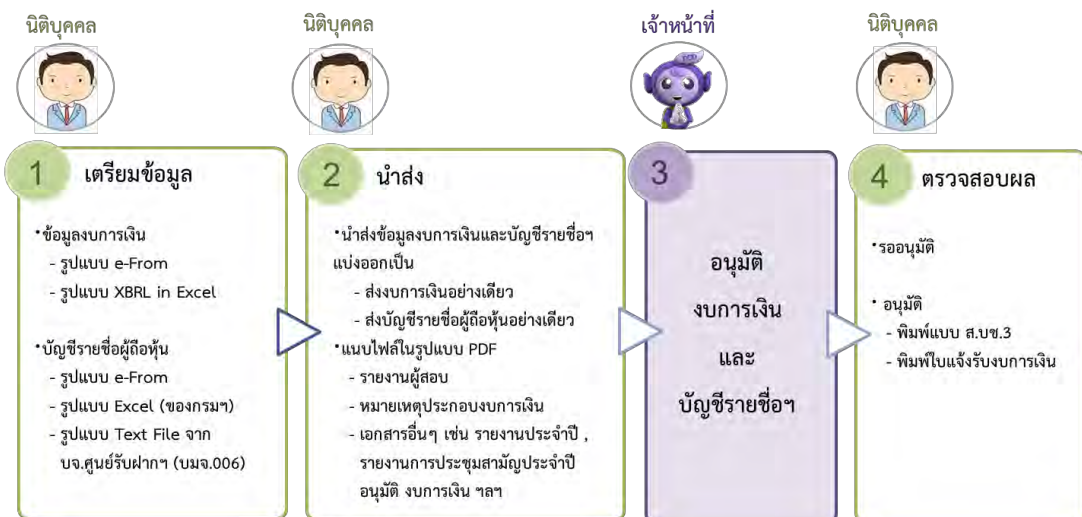 นิติบุคคล
นิติบุคคล
เจ้าหน้าที่
นิติบุคคล
1 เตรียมข้อมูล
•ข้อมูลงบการเงิน
- รูปแบบ e-From
- รูปแบบ XBRL in Excel
•บัญชีรายชื่อผู้ถือหุ้น
- รูปแบบ e-From
- รูปแบบ Excel (ของกรมฯ)
- รูปแบบ Text File จาก
บจ.ศูนย์รับฝากฯ (บมจ.006)
2 นำส่ง
•นำส่งข้อมูลงบการเงินและบัญชีรายชื่อฯ
แบ่งออกเป็น
- ส่งงบการเงินอย่างเดียว
- ส่งบัญชีรายชื่อผู้ถือหุ้นอย่างเดียว
•แนบไฟล์ในรูปแบบ PDF
- รายงานผู้สอบ
- หมายเหตุประกอบงบการเงิน
- เอกสารอื่นๆ เช่น รายงานประจำปี ,
รายงานการประชุมสามัญประจำปี
อนุมัติ งบการเงิน ฯลฯ
3
อนุมัติ
งบการเงิน
และ
บัญชีรายชื่อฯ
4 ตรวจสอบผล
•รออนุมัติ
• อนุมัติ
- พิมพ์แบบ ส.บช.3
- พิมพ์ใบแจ้งรับงบการเงิน